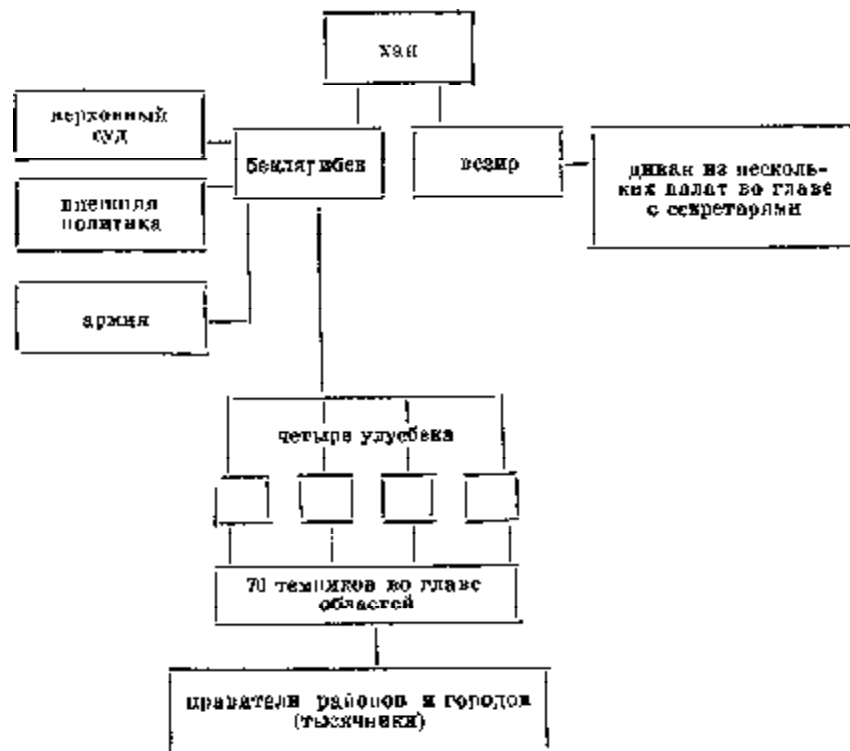 хан
верховный
суд
беклярибек
везир
диван из несколь-
ких палат во главе
с секретарями
внешняя
политика
армия
четыре улусбека
70 темников во главе
областей
правители районов и городов
(тысячники)